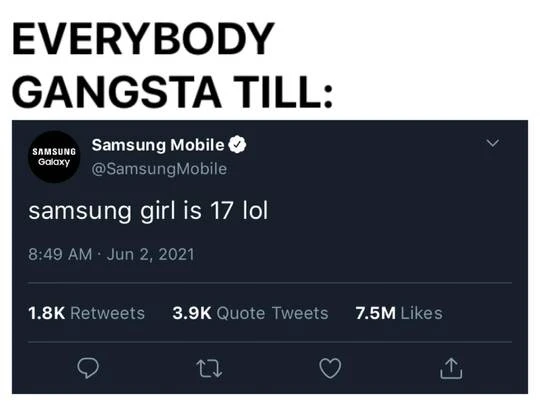 EVERYBODY
GANGSTA TILL:
SAMSUNG
Galaxy
Samsung Mobile
@SamsungMobile
samsung girl is 17 lol
8:49 AM · Jun 2, 2021
1.8K Retweets 3.9K Quote Tweets 7.5M Likes